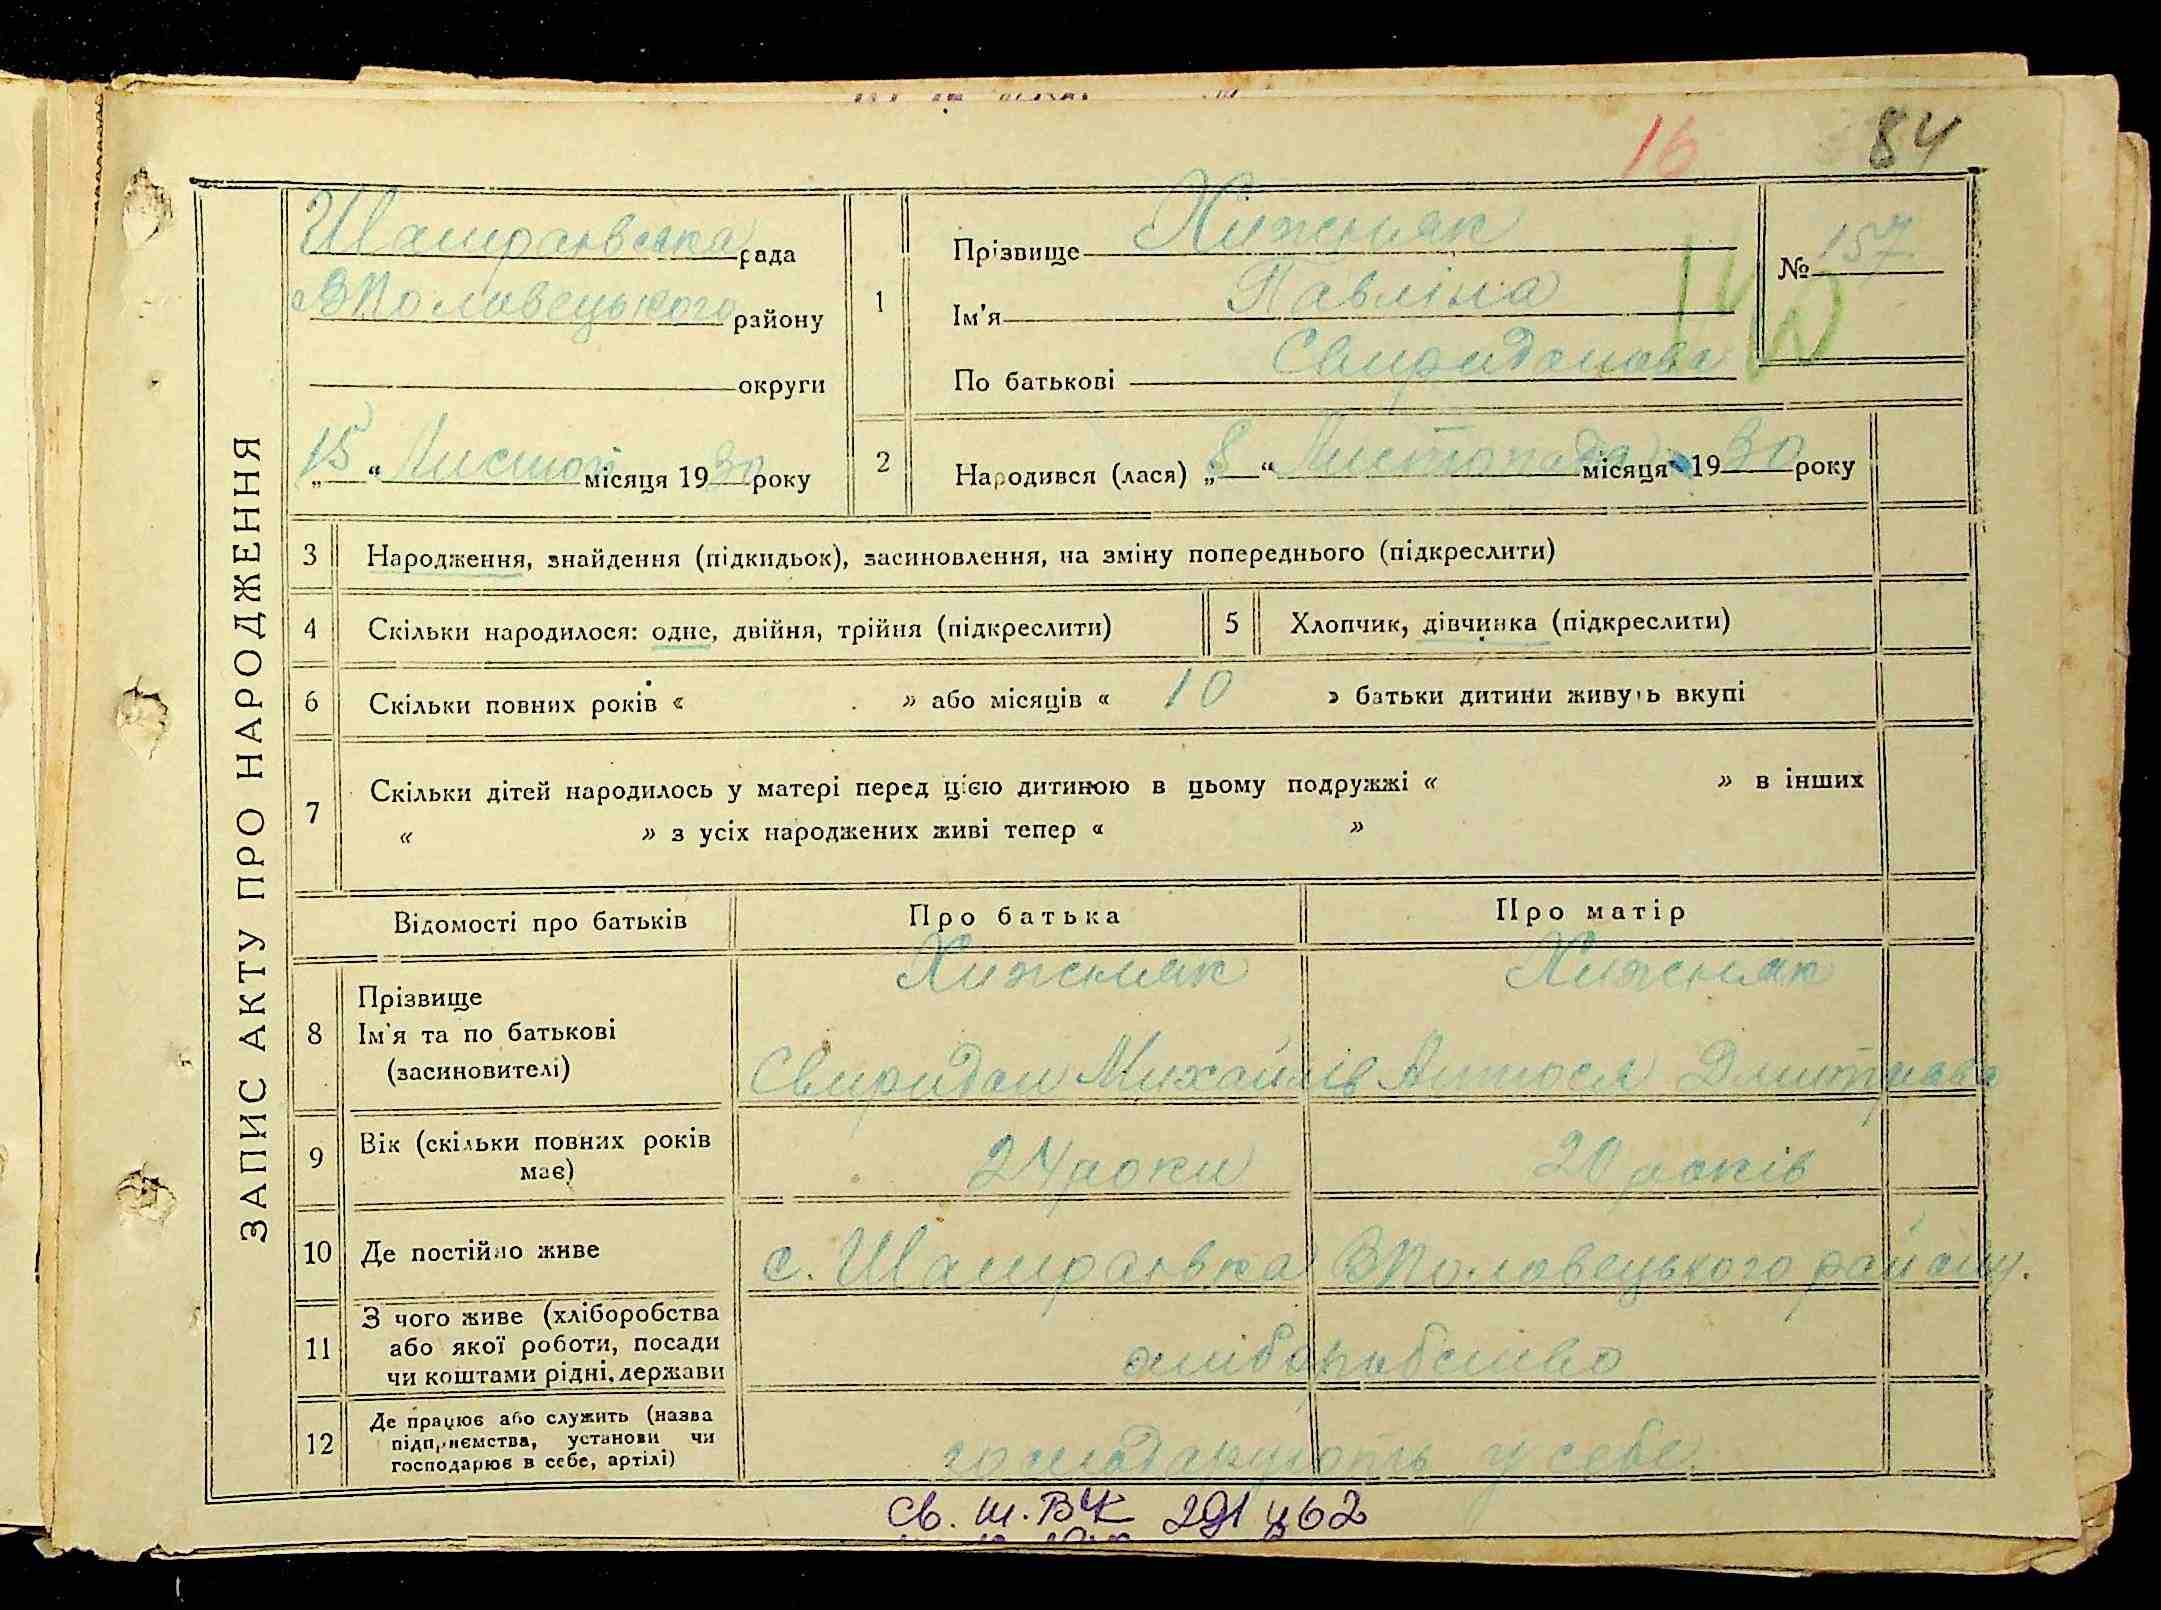 16 84
ЗАПИС АКТУ ПРО НАРОДЖЕННЯ
Шамраївська рада
ВПоловецького району
округи
„15“ Листоп місяця 1930 року
1
Прізвище Хижняк
Ім'я Павліна
По батькові Свиридонова
№ 157
2
Народився (лася) „8“ Листопада місяця 1930 року
3 Народження, знайдення (підкидьок), засиновлення, на зміну попереднього (підкреслити)
4 Скільки народилося: одне, двійня, трійня (підкреслити)
5 Хлопчик, дівчинка (підкреслити)
6 Скільки повних років « » або місяців « 10 » батьки дитини живуть вкупі
7 Скільки дітей народилось у матері перед цією дитиною в цьому подружжі « » в інших
« » з усіх народжених живі тепер « »
Відомості про батьків Про батька Про матір
8 Прізвище
Ім'я та по батькові
(засиновителі)
Хижняк Хижняк
Свиридон Михайлів Антося Дмитрова
9 Вік (скільки повних років
має)
24 роки 20 років
10 Де постійно живе с. Шамраївка ВПоловецького району.
11 З чого живе (хліборобства
або якої роботи, посади
чи коштами рідні, держави
хліборобство
12 Де працює або служить (назва
підприємства, установи чи
господарює в себе, артілі)
господарують у себе
Св. Ш. ВЧК 291462